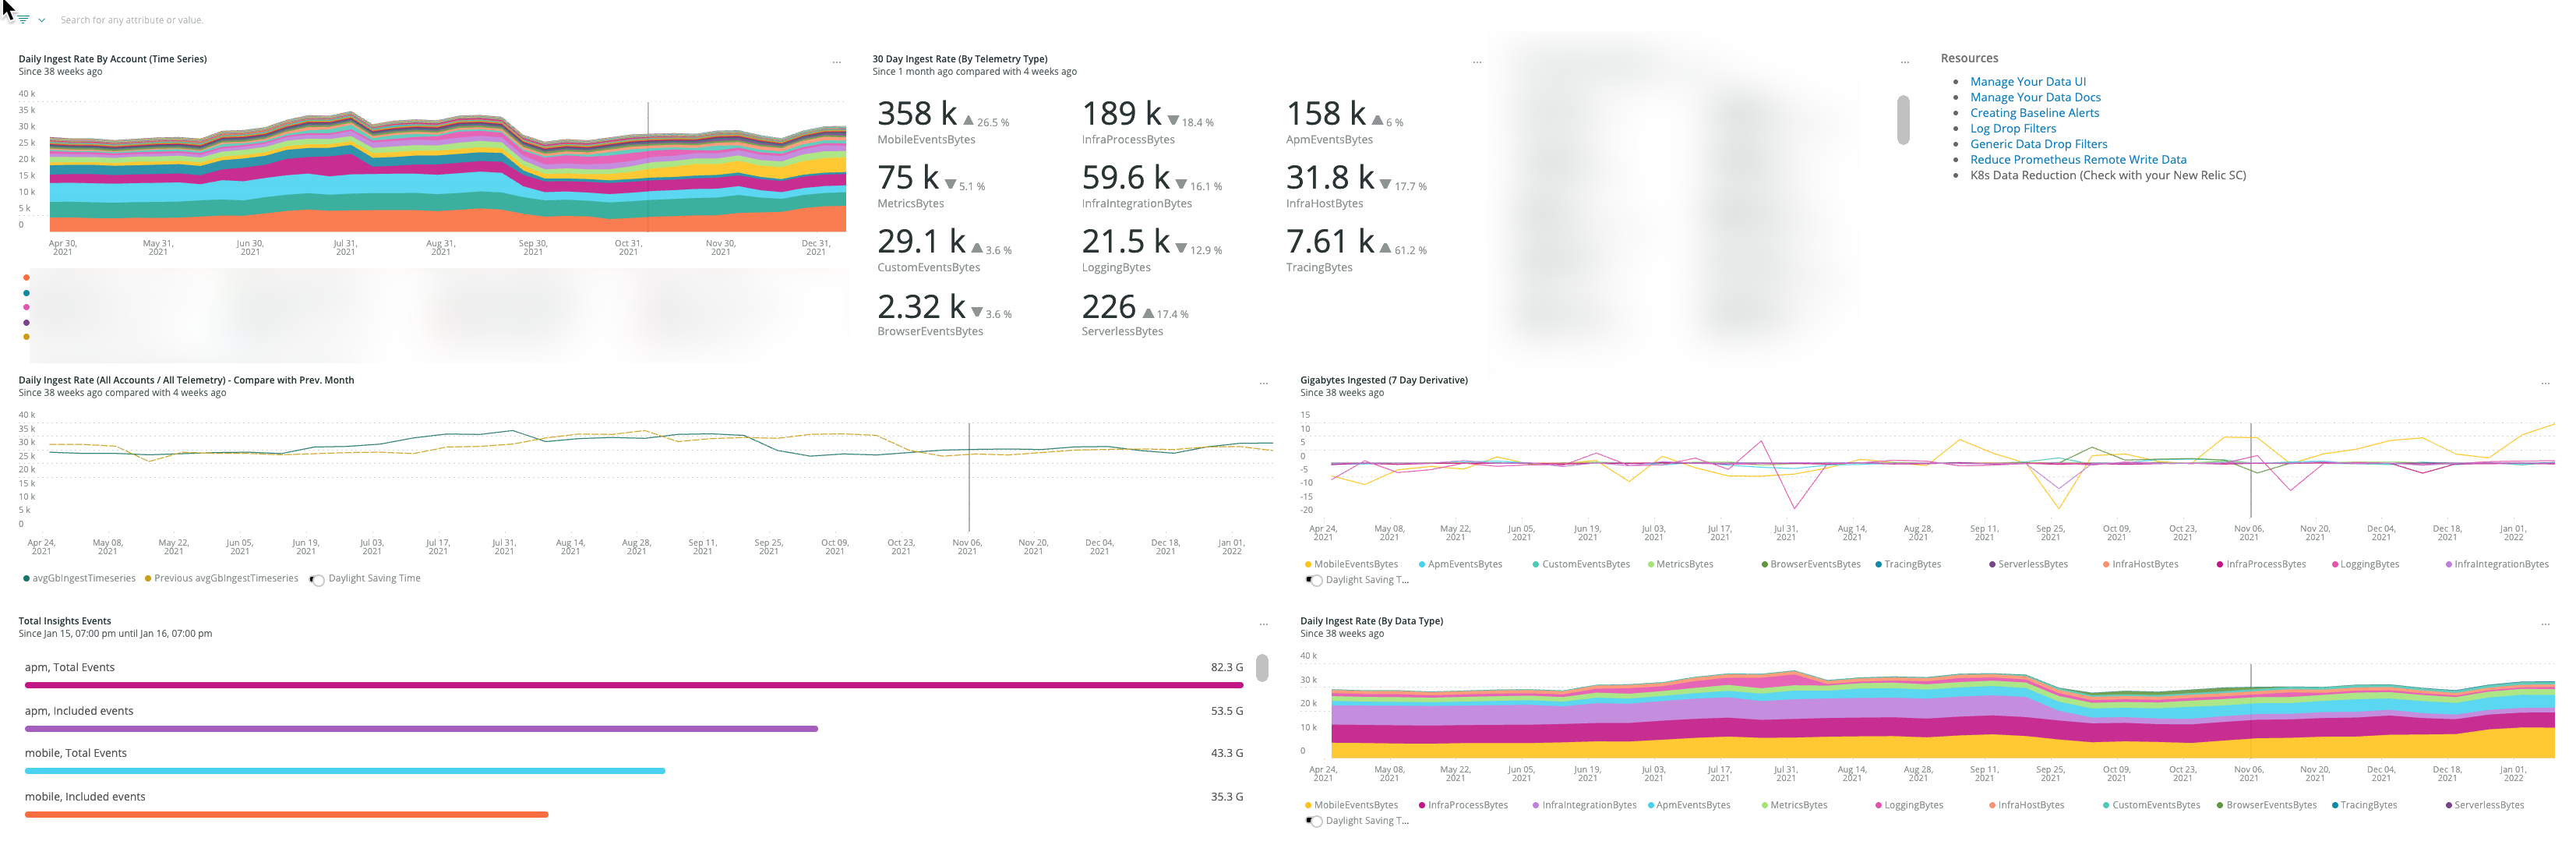 Search for any attribute or value.
Daily Ingest Rate By Account (Time Series)
Since 38 weeks ago
40 k
35 k
30 k
25 k
20 k
15 k
10 k
5 k
0
Apr 30, 2021
May 31, 2021
Jun 30, 2021
Jul 31, 2021
Aug 31, 2021
Sep 30, 2021
Oct 31, 2021
Nov 30, 2021
Dec 31, 2021
30 Day Ingest Rate (By Telemetry Type)
Since 1 month ago compared with 4 weeks ago
358 k ▲ 26.5 %
MobileEventsBytes
189 k ▼ 18.4 %
InfraProcessBytes
158 k ▲ 6 %
ApmEventsBytes
75 k ▼ 5.1 %
MetricsBytes
59.6 k ▼ 16.1 %
InfraIntegrationBytes
31.8 k ▼ 17.7 %
InfraHostBytes
29.1 k ▲ 3.6 %
CustomEventsBytes
21.5 k ▼ 12.9 %
LoggingBytes
7.61 k ▲ 61.2 %
TracingBytes
2.32 k ▼ 3.6 %
BrowserEventsBytes
226 ▲ 17.4 %
ServerlessBytes
Resources
Manage Your Data UI
Manage Your Data Docs
Creating Baseline Alerts
Log Drop Filters
Generic Data Drop Filters
Reduce Prometheus Remote Write Data
K8s Data Reduction (Check with your New Relic SC)
Daily Ingest Rate (All Accounts / All Telemetry) - Compare with Prev. Month
Since 38 weeks ago compared with 4 weeks ago
40 k
35 k
30 k
25 k
20 k
15 k
10 k
5 k
0
Apr 24, 2021
May 08, 2021
May 22, 2021
Jun 05, 2021
Jun 19, 2021
Jul 03, 2021
Jul 17, 2021
Jul 31, 2021
Aug 14, 2021
Aug 28, 2021
Sep 11, 2021
Sep 25, 2021
Oct 09, 2021
Oct 23, 2021
Nov 06, 2021
Nov 20, 2021
Dec 04, 2021
Dec 18, 2021
Jan 01, 2022
avgGbIngestTimeseries
Previous avgGbIngestTimeseries
Daylight Saving Time
Gigabytes Ingested (7 Day Derivative)
Since 38 weeks ago
15
10
5
0
-5
-10
-15
-20
Apr 24, 2021
May 08, 2021
May 22, 2021
Jun 05, 2021
Jun 19, 2021
Jul 03, 2021
Jul 17, 2021
Jul 31, 2021
Aug 14, 2021
Aug 28, 2021
Sep 11, 2021
Sep 25, 2021
Oct 09, 2021
Oct 23, 2021
Nov 06, 2021
Nov 20, 2021
Dec 04, 2021
Dec 18, 2021
Jan 01, 2022
MobileEventsBytes
ApmEventsBytes
CustomEventsBytes
MetricsBytes
BrowserEventsBytes
TracingBytes
ServerlessBytes
InfraHostBytes
InfraProcessBytes
LoggingBytes
InfraIntegrationBytes
Daylight Saving T...
Total Insights Events
Since Jan 15, 07:00 pm until Jan 16, 07:00 pm
apm, Total Events 82.3 G
apm, Included events 53.5 G
mobile, Total Events 43.3 G
mobile, Included events 35.3 G
Daily Ingest Rate (By Data Type)
Since 38 weeks ago
40 k
30 k
20 k
10 k
0
Apr 24, 2021
May 08, 2021
May 22, 2021
Jun 05, 2021
Jun 19, 2021
Jul 03, 2021
Jul 17, 2021
Jul 31, 2021
Aug 14, 2021
Aug 28, 2021
Sep 11, 2021
Sep 25, 2021
Oct 09, 2021
Oct 23, 2021
Nov 06, 2021
Nov 20, 2021
Dec 04, 2021
Dec 18, 2021
Jan 01, 2022
MobileEventsBytes
InfraProcessBytes
InfraIntegrationBytes
ApmEventsBytes
MetricsBytes
LoggingBytes
InfraHostBytes
CustomEventsBytes
BrowserEventsBytes
TracingBytes
ServerlessBytes
Daylight Saving T...